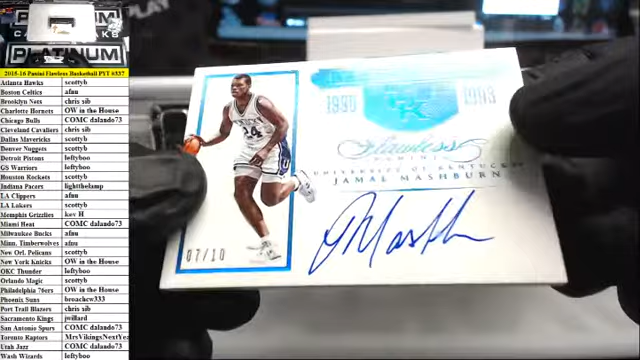 PLATINUM
PLATINUM
2015-16 Panini Flawless Basketball PYT #337
Atlanta Hawks scottyb
Boston Celtics afnu
Brooklyn Nets chris sib
Charlotte Hornets OW in the House
Chicago Bulls COMC dalando73
Cleveland Cavaliers chris sib
Dallas Mavericks scottyb
Denver Nuggets scottyb
Detroit Pistons leftyboo
GS Warriors leftyboo
Houston Rockets scottyb
Indiana Pacers lightthelamp
LA Clippers afnu
LA Lakers scottyb
Memphis Grizzlies kev H
Miami Heat COMC dalando73
Milwaukee Bucks afnu
Minn. Timberwolves afnu
New Orl. Pelicans scottyb
New York Knicks OW in the House
OKC Thunder leftyboo
Orlando Magic scottyb
Philadelphia 76ers OW in the House
Phoenix Suns broachcw333
Port Trail Blazers chris sib
Sacramento Kings jwillard
San Antonio Spurs COMC dalando73
Toronto Raptors MrsVikingsNextYea
Utah Jazz COMC dalando73
Wash Wizards leftyboo
1990 1993
UK
Flawless
PANINI
UNIVERSITY OF KENTUCKY
JAMAL MASHBURN
24
07/10